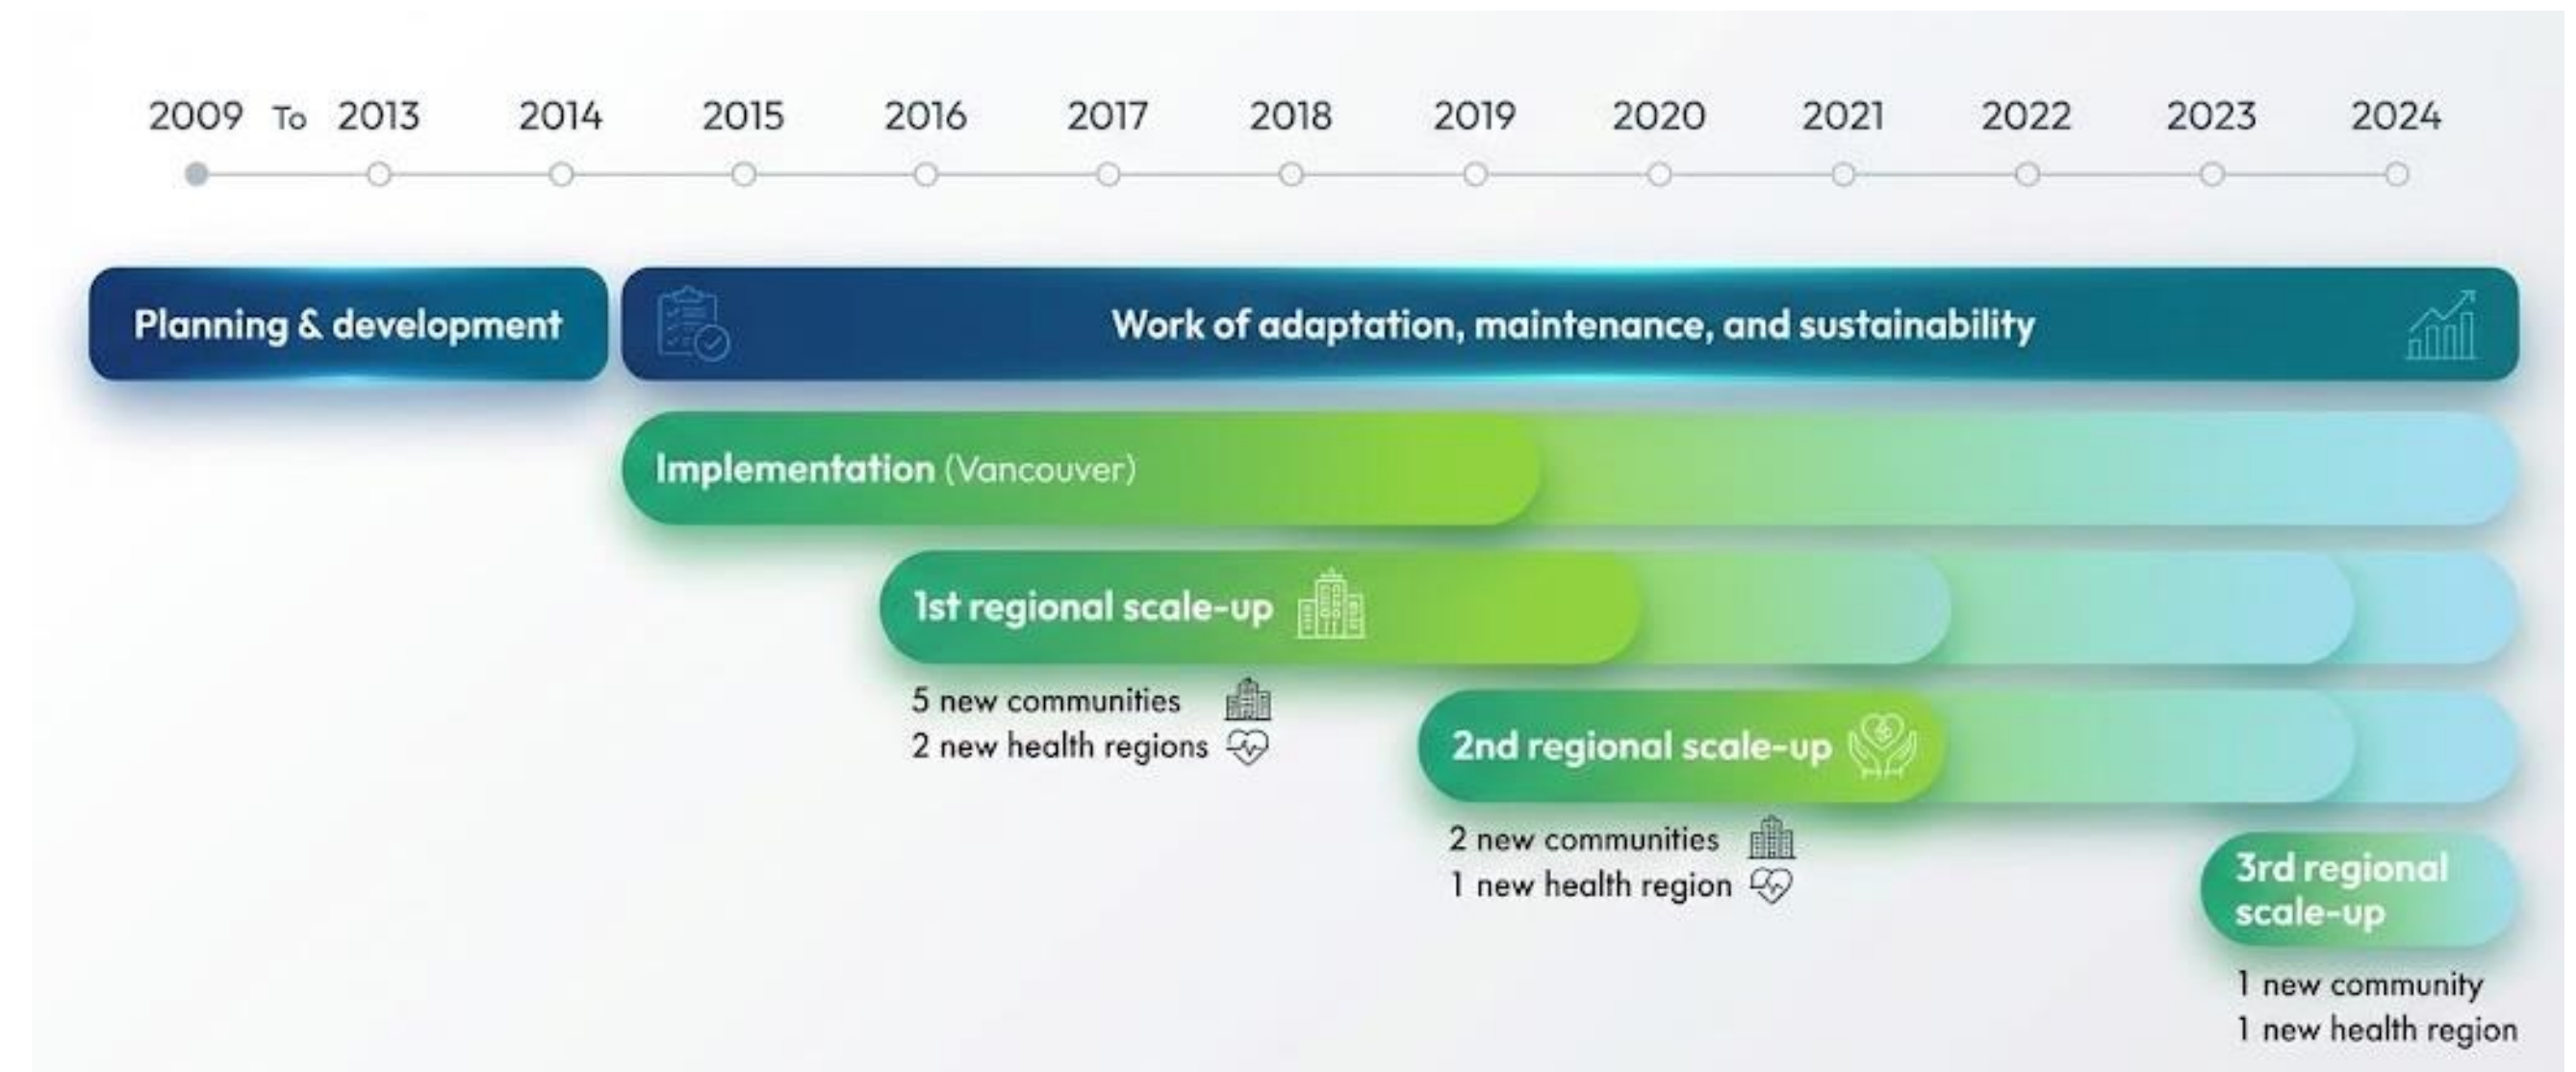 2009 To 2013 2014 2015 2016 2017 2018 2019 2020 2021 2022 2023 2024
Planning & development
Work of adaptation, maintenance, and sustainability
Implementation (Vancouver)
1st regional scale-up
5 new communities
2 new health regions
2nd regional scale-up
2 new communities
1 new health region
3rd regional
scale-up
1 new community
1 new health region